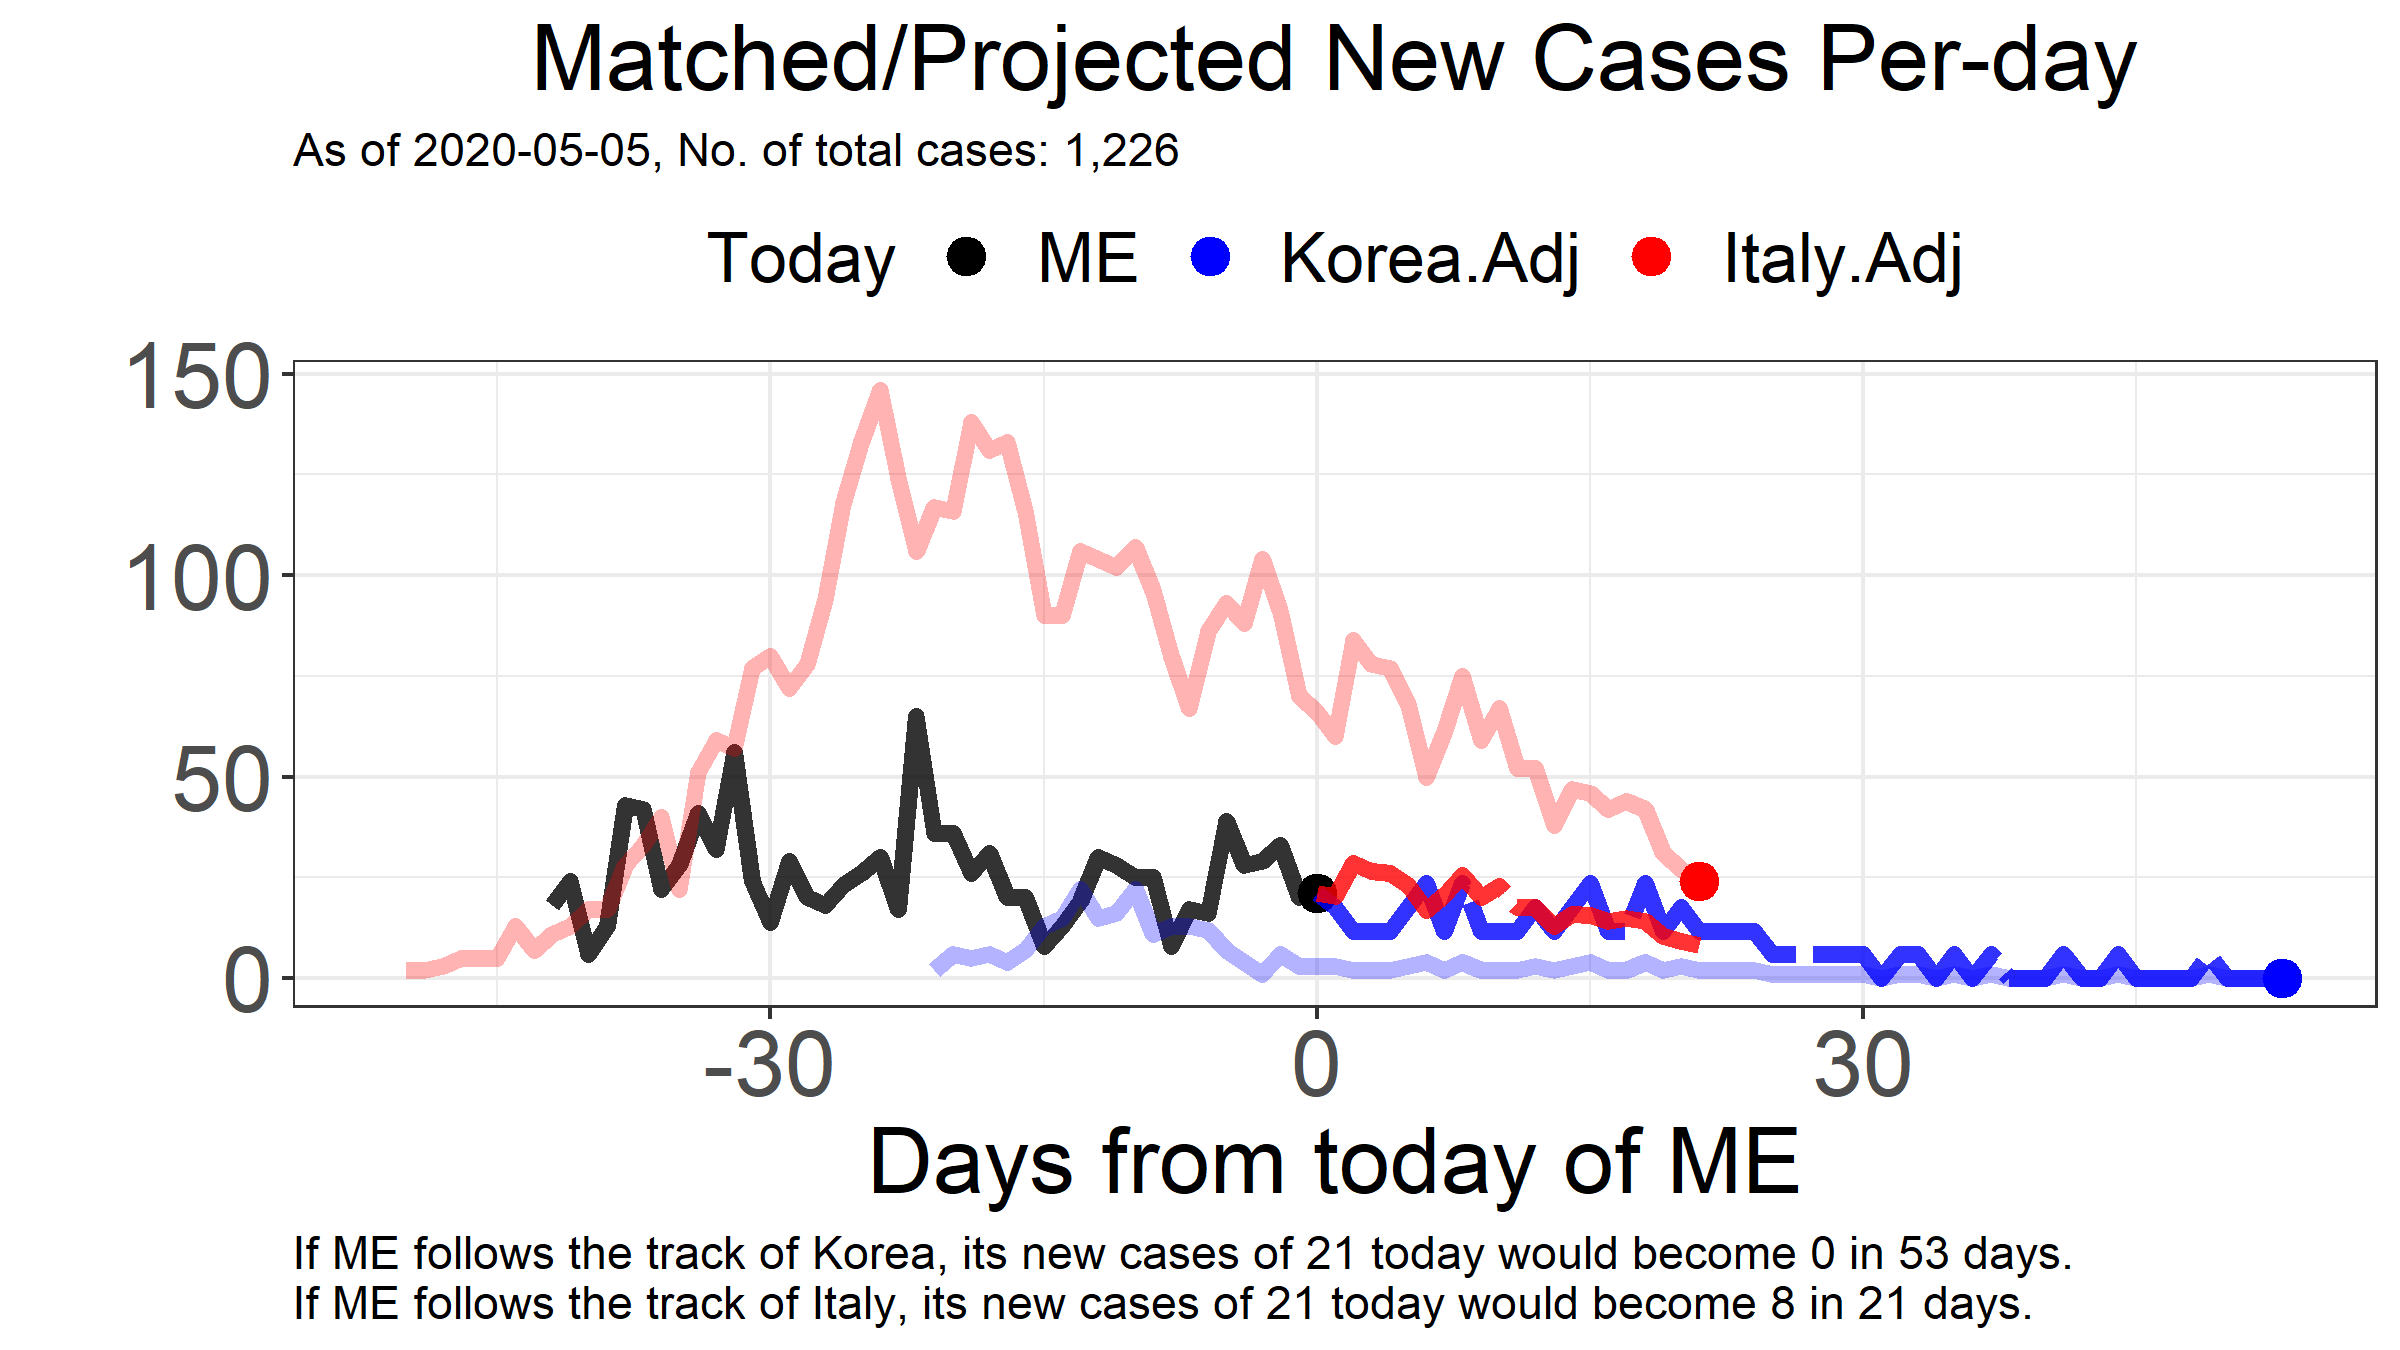 Matched/Projected New Cases Per-day
As of 2020-05-05, No. of total cases: 1,226
Today ME Korea.Adj Italy.Adj
150
100
50
0
-30 0 30
Days from today of ME
If ME follows the track of Korea, its new cases of 21 today would become 0 in 53 days.
If ME follows the track of Italy, its new cases of 21 today would become 8 in 21 days.